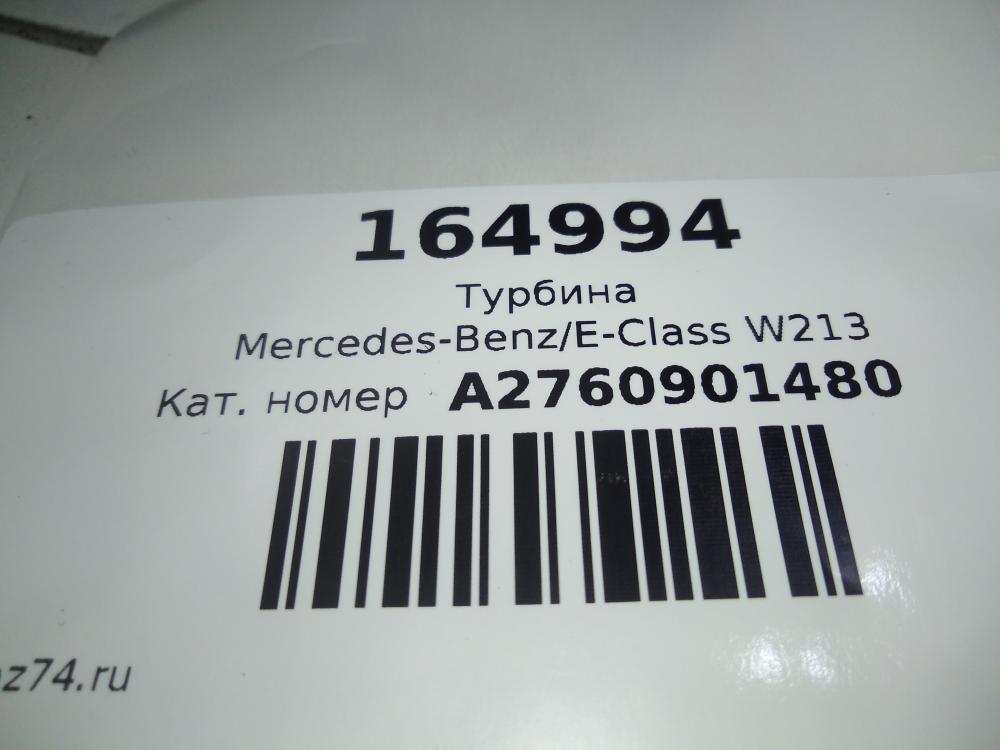 164994
Турбина
Mercedes-Benz/E-Class W213
Кат. номер A2760901480
z74.ru